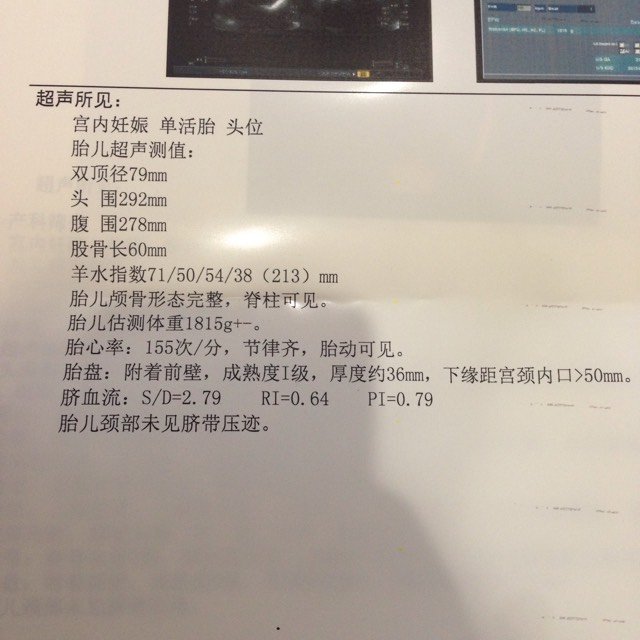 超声所见：
宫内妊娠 单活胎 头位
胎儿超声测值：
双顶径79mm
头 围292mm
腹 围278mm
股骨长60mm
羊水指数71/50/54/38（213）mm
胎儿颅骨形态完整，脊柱可见。
胎儿估测体重1815g+-。
胎心率：155次/分，节律齐，胎动可见。
胎盘：附着前壁，成熟度I级，厚度约36mm，下缘距宫颈内口>50mm。
脐血流：S/D=2.79 RI=0.64 PI=0.79
胎儿颈部未见脐带压迹。